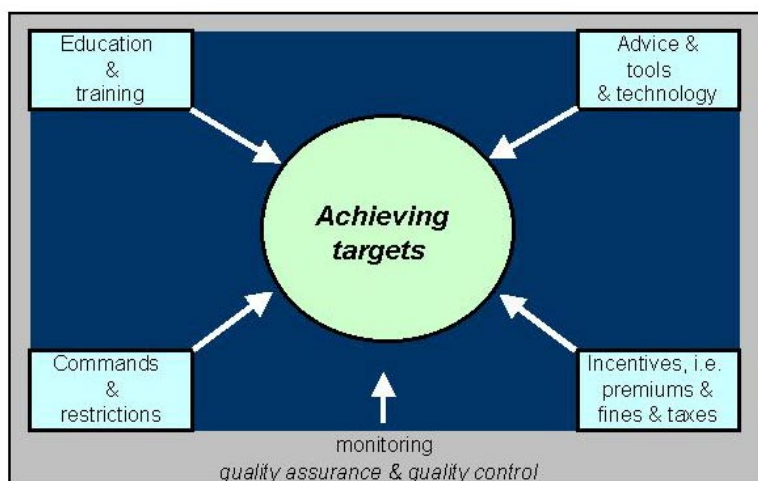 Education
&
training
Advice &
tools
& technology
Achieving
targets
Commands
&
restrictions
Incentives, i.e.
premiums &
fines & taxes
monitoring
quality assurance & quality control